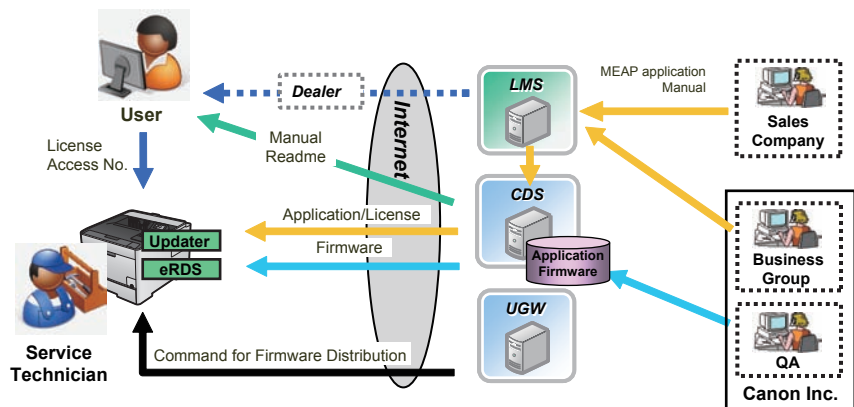 User
License
Access No.
Dealer
Manual
Readme
Internet
LMS
MEAP application
Manual
Sales
Company
CDS
Application/License
Firmware
Updater
eRDS
Application
Firmware
Business
Group
UGW
QA
Service
Technician
Command for Firmware Distribution
Canon Inc.